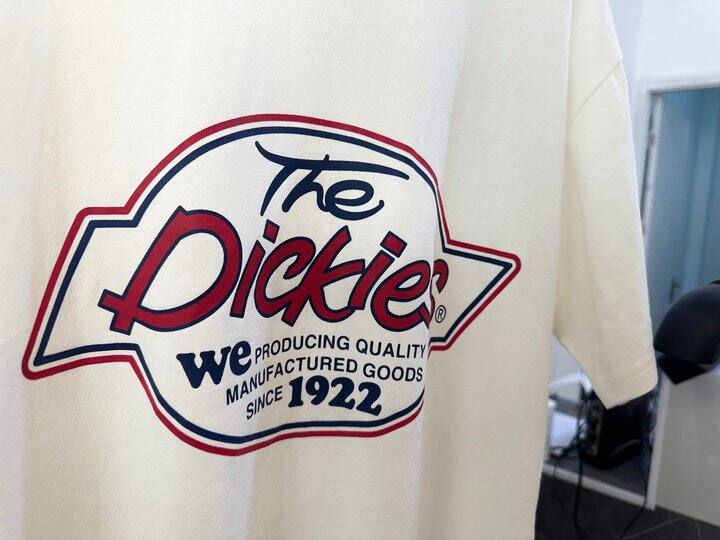 The
Dickies®
We PRODUCING QUALITY
MANUFACTURED GOODS
SINCE 1922